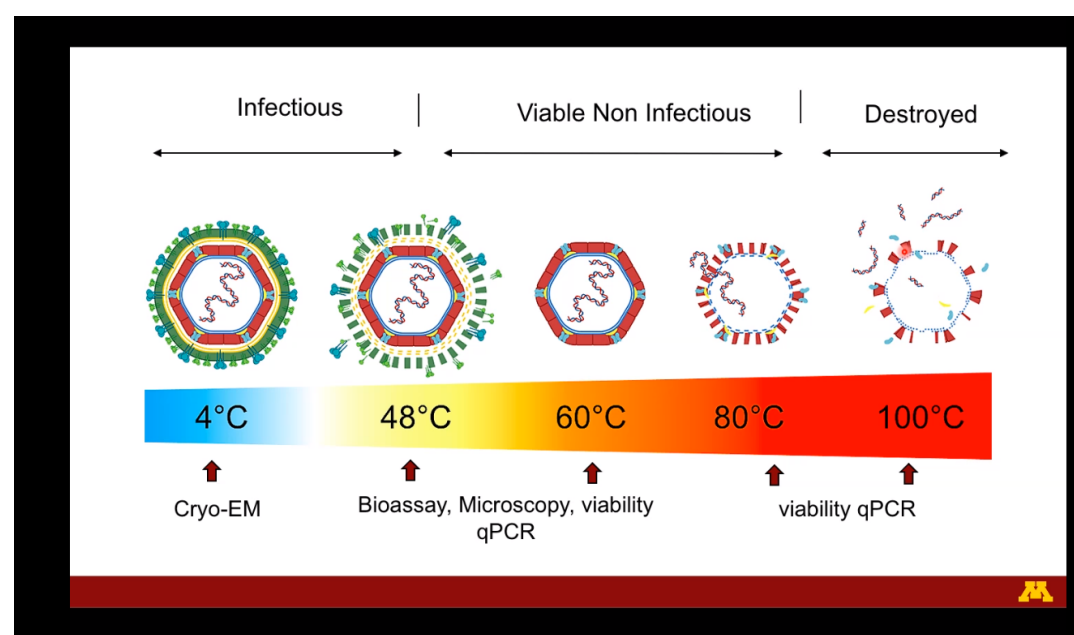 Infectious
Viable Non Infectious
Destroyed
4°C
48°C
60°C
80°C
100°C
Cryo-EM
Bioassay, Microscopy, viability
qPCR
viability qPCR
M